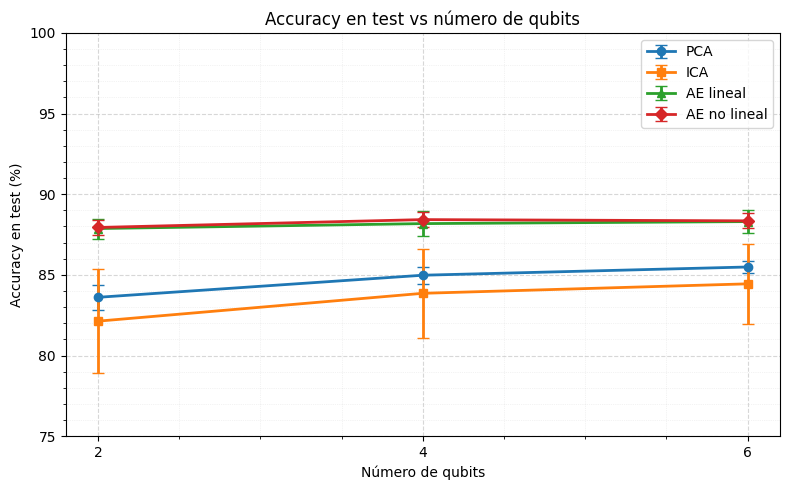 Accuracy en test vs número de qubits
100
95
90
85
80
75
Accuracy en test (%)
PCA
ICA
AE lineal
AE no lineal
2
4
6
Número de qubits